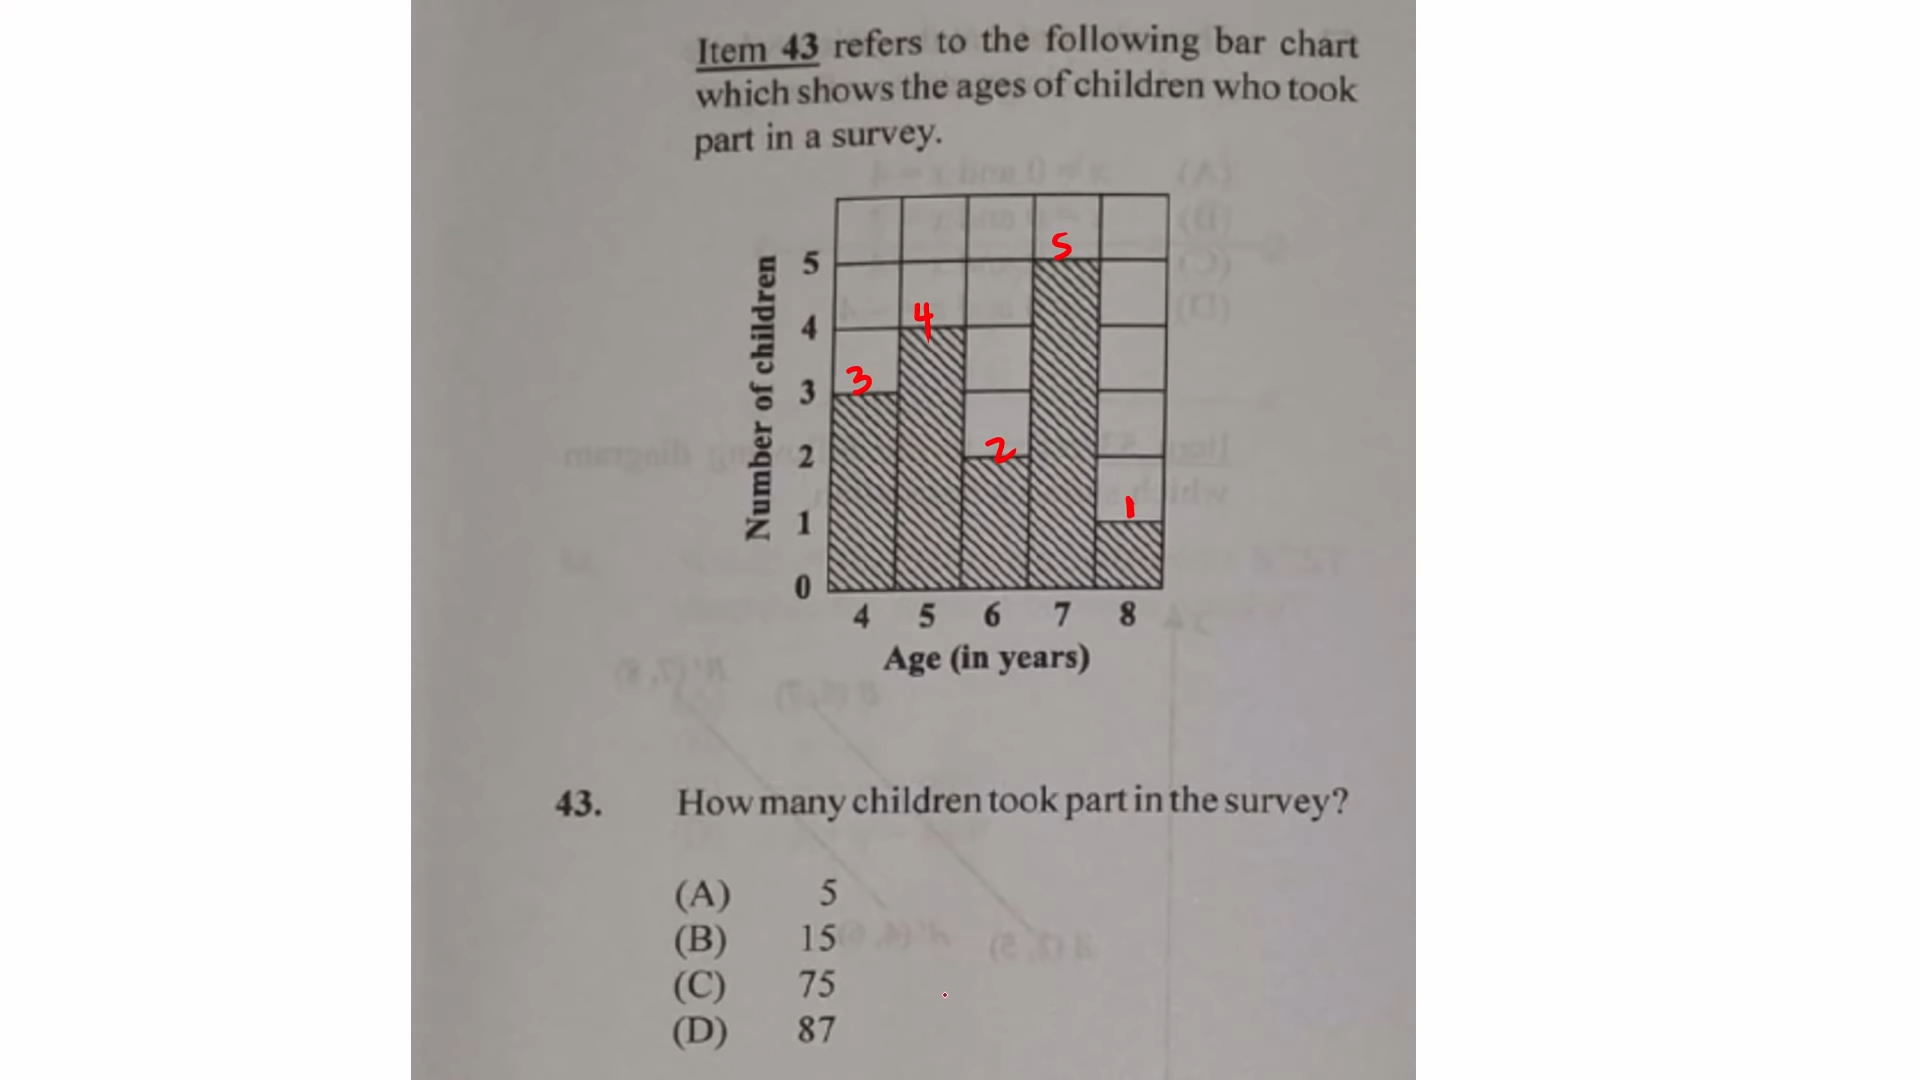 Item 43 refers to the following bar chart
which shows the ages of children who took
part in a survey.
Number of children
5
4
3
2
1
0
5
4
3
2
1
4 5 6 7 8
Age (in years)
43. How many children took part in the survey?
(A) 5
(B) 15
(C) 75
(D) 87